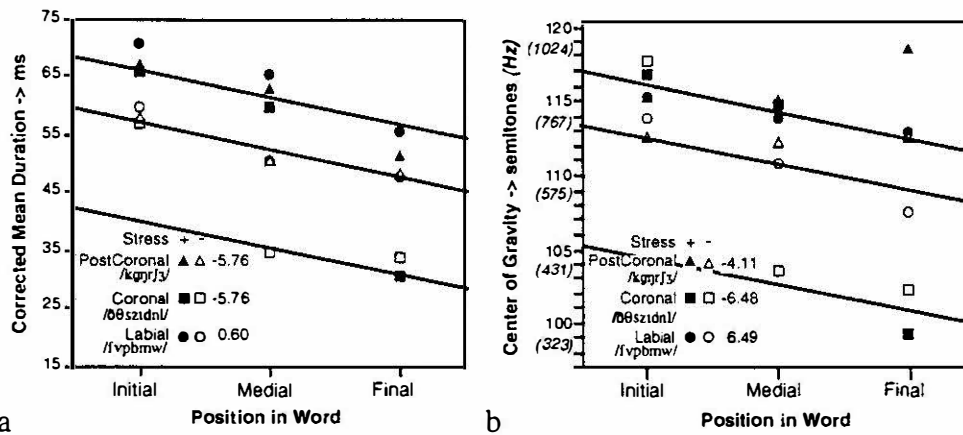 75
65
55
45
35
25
15
Corrected Mean Duration -> ms
Stress + -
PostCoronal ▲ △ -5.76
/kgŋrʃʒ/
Coronal ■ □ -5.76
/ðθszɪdnl/
Labial ● ○ 0.60
/fvpbmw/
Initial Medial Final
Position in Word
a
120
(1024)
115
(767)
110
(575)
105
(431)
100
(323)
Center of Gravity -> semitones (Hz)
Stress + -
PostCoronal ▲ △ -4.11
/kgŋrʃʒ/
Coronal ■ □ -6.48
/ðθszɪdnl/
Labial ● ○ 6.49
/fvpbmw/
Initial Medial Final
Position in Word
b